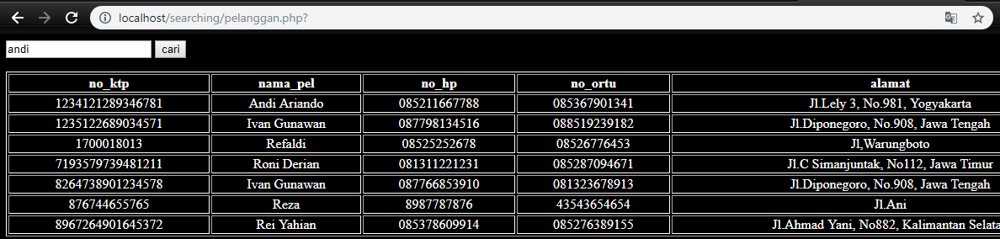 localhost/searching/pelanggan.php?
andi cari
no_ktp nama_pel no_hp no_ortu alamat
1234121289346781 Andi Ariando 085211667788 085367901341 Jl.Lely 3, No.981, Yogyakarta
1235122689034571 Ivan Gunawan 087798134516 088519239182 Jl.Diponegoro, No.908, Jawa Tengah
1700018013 Refaldi 08525252678 08526776453 Jl,Warungboto
7193579739481211 Roni Derian 081311221231 085287094671 Jl.C Simanjuntak, No112, Jawa Timur
8264738901234578 Ivan Gunawan 087766853910 081323678913 Jl.Diponegoro, No.908, Jawa Tengah
876744655765 Reza 8987787876 43543654654 Jl.Ani
8967264901645372 Rei Yahian 085378609914 085276389155 Jl.Ahmad Yani, No882, Kalimantan Selata